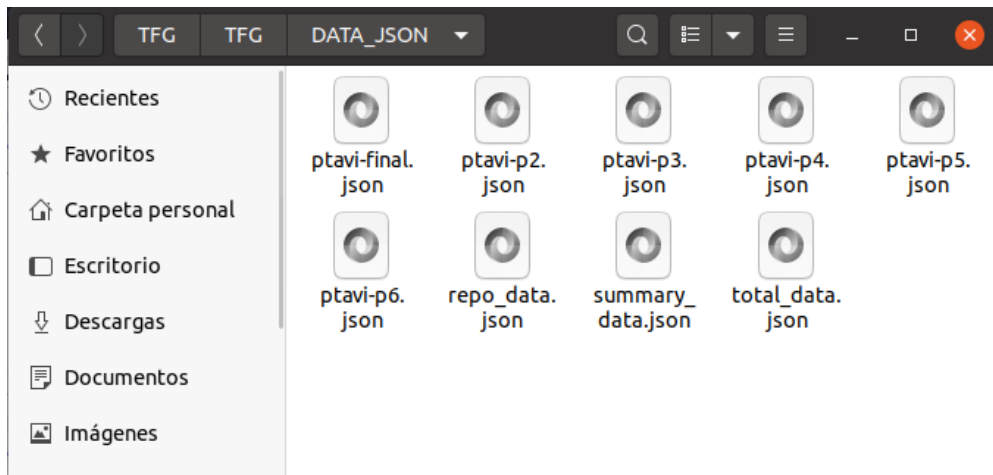 TFG TFG DATA_JSON
Recientes
Favoritos
Carpeta personal
Escritorio
Descargas
Documentos
Imágenes
ptavi-final.
json
ptavi-p2.
json
ptavi-p3.
json
ptavi-p4.
json
ptavi-p5.
json
ptavi-p6.
json
repo_data.
json
summary_
data.json
total_data.
json